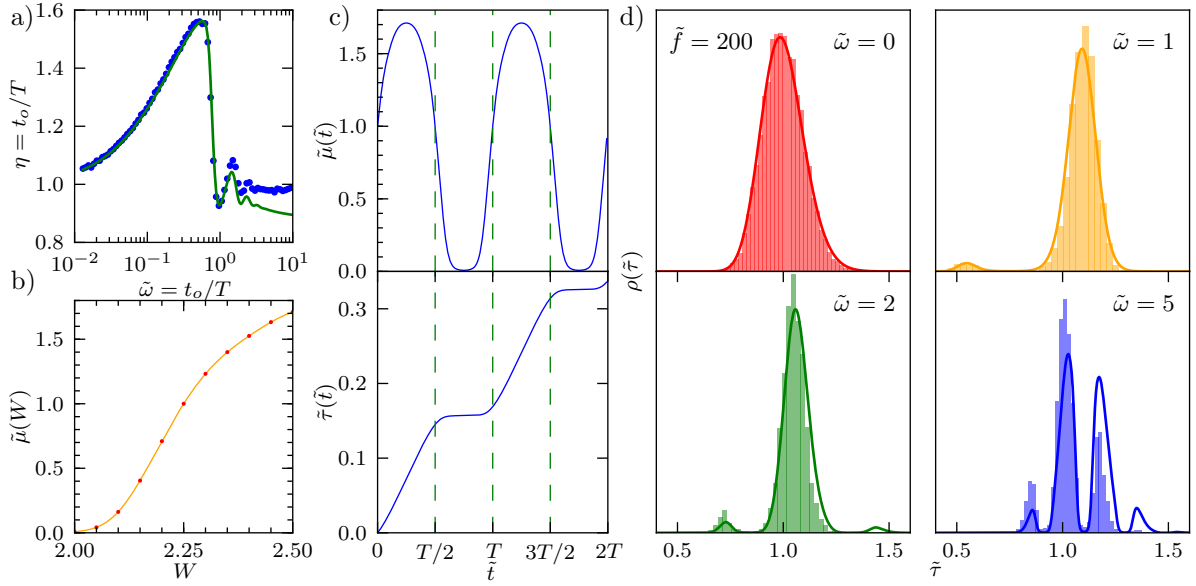 a)
η = t_o/T
1.6
1.4
1.2
1.0
0.8
10^{-2}
10^{-1}
10^{0}
10^{1}
ω̃ = t_o/T
b)
μ̃(W)
1.5
1.0
0.5
0.0
2.00
2.25
2.50
W
c)
μ̃(t̃)
1.5
1.0
0.5
0.0
τ̃(t̃)
0.3
0.2
0.1
0.0
0
T/2
T
3T/2
2T
t̃
d)
ρ(τ̃)
f̃ = 200
ω̃ = 0
ω̃ = 1
ω̃ = 2
ω̃ = 5
0.5
1.0
1.5
0.5
1.0
1.5
τ̃